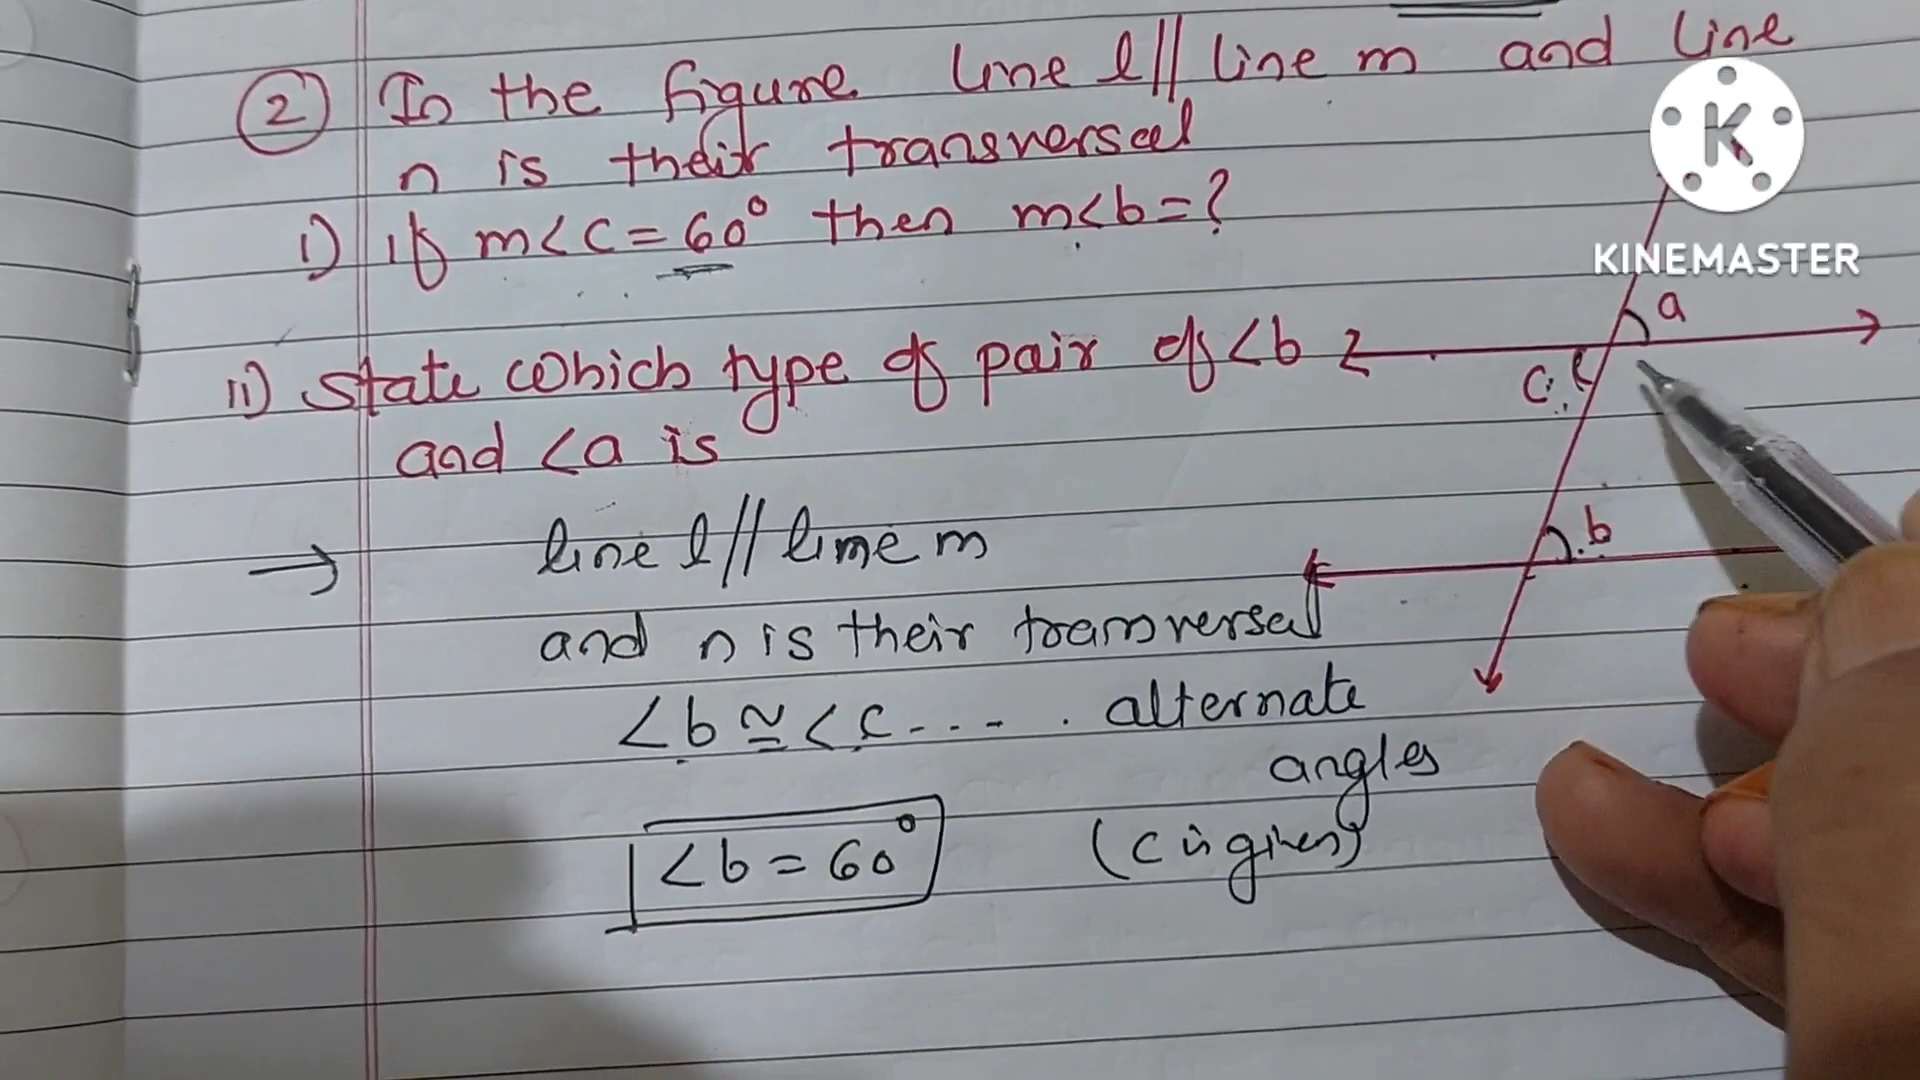 ② In the figure line l // line m and line
n is their transversal
i) if m<c = 60° then m<b = ?
ii) state which type of pair of <b
and <a is
→ line l // line m
and n is their transversal
<b ≅ <c - - - . alternate
angles
<b = 60° (c is given)
K
KINEMASTER
a
c
b